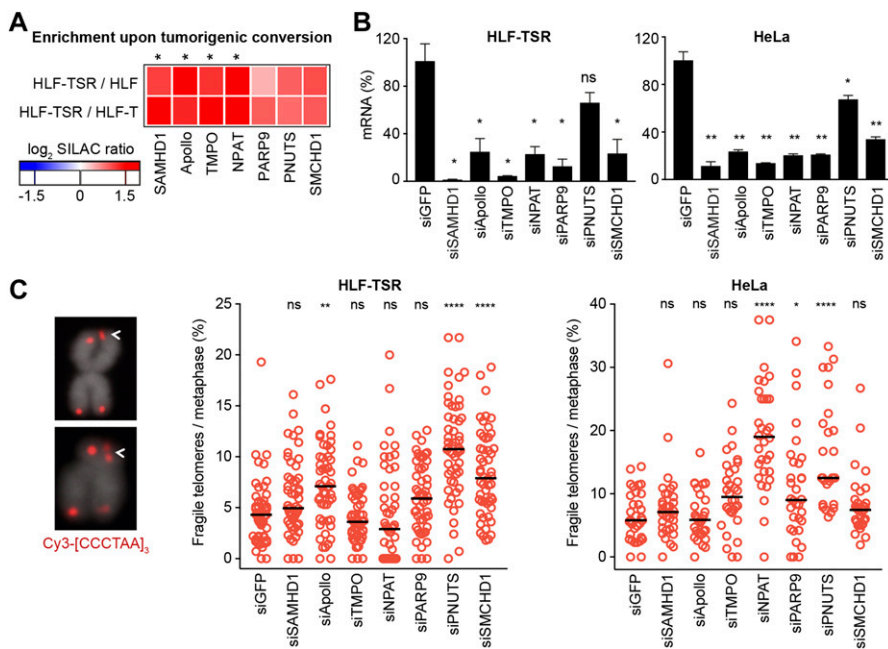 A
Enrichment upon tumorigenic conversion
* * * *
HLF-TSR / HLF
HLF-TSR / HLF-T
log2 SILAC ratio
-1.5 0 1.5
SAMHD1
Apollo
TMPO
NPAT
PARP9
PNUTS
SMCHD1
B
HLF-TSR
mRNA (%)
120
80
40
0
* * * * * ns *
siGFP
siSAMHD1
siApollo
siTMPO
siNPAT
siPARP9
siPNUTS
siSMCHD1
HeLa
120
80
40
0
** ** ** ** ** * **
siGFP
siSAMHD1
siApollo
siTMPO
siNPAT
siPARP9
siPNUTS
siSMCHD1
C
Cy3-[CCCTAA]3
HLF-TSR
Fragile telomeres / metaphase (%)
25
20
15
10
5
0
ns ** ns ns ns **** ****
siGFP
siSAMHD1
siApollo
siTMPO
siNPAT
siPARP9
siPNUTS
siSMCHD1
HeLa
Fragile telomeres / metaphase (%)
40
30
20
10
0
ns ns ns **** * **** ns
siGFP
siSAMHD1
siApollo
siTMPO
siNPAT
siPARP9
siPNUTS
siSMCHD1